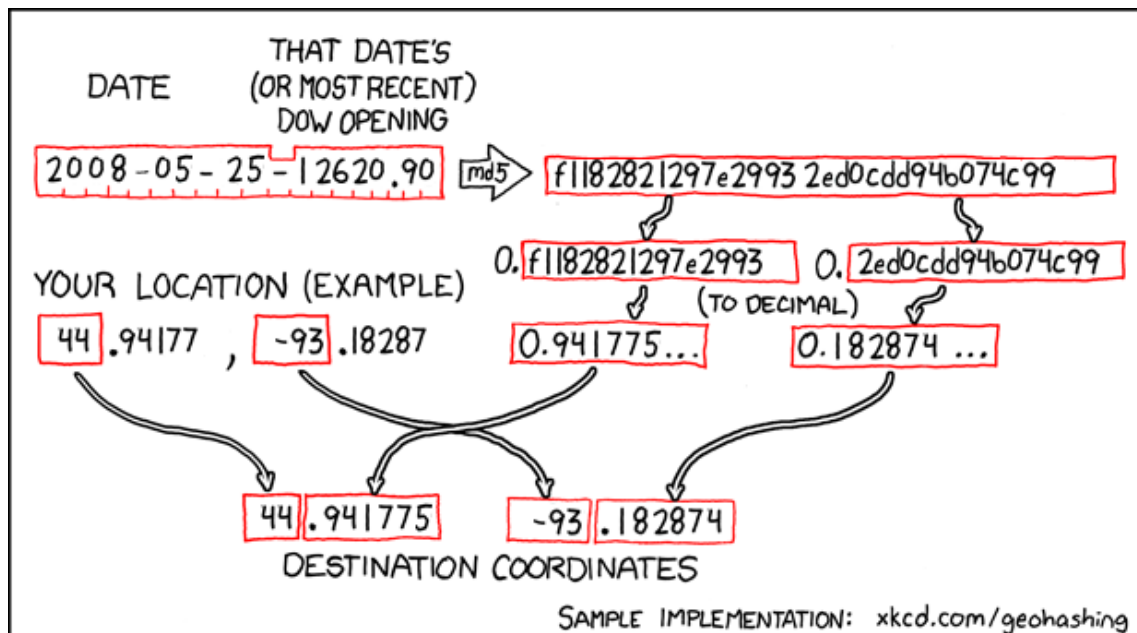 DATE
THAT DATE'S
(OR MOST RECENT)
DOW OPENING
2008-05-25-12620.90
md5
f1182821297e2993 2ed0cdd94b074c99
0.f1182821297e2993
0.2ed0cdd94b074c99
(TO DECIMAL)
YOUR LOCATION (EXAMPLE)
44.94177, -93.18287
0.941775...
0.182874 ...
44.941775
-93.182874
DESTINATION COORDINATES
SAMPLE IMPLEMENTATION: xkcd.com/geohashing